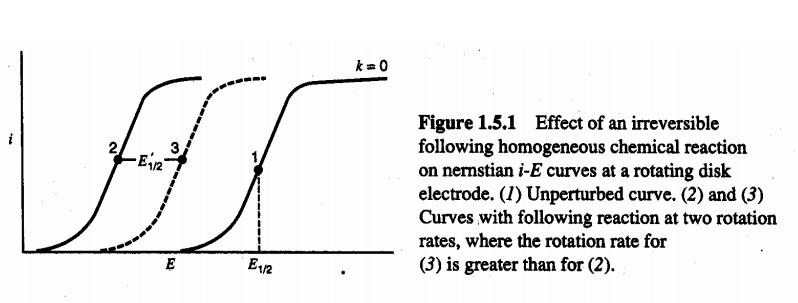 k = 0
i
2
E′1/2
3
1
E
E1/2
Figure 1.5.1 Effect of an irreversible
following homogeneous chemical reaction
on nernstian i-E curves at a rotating disk
electrode. (1) Unperturbed curve. (2) and (3)
Curves with following reaction at two rotation
rates, where the rotation rate for
(3) is greater than for (2).